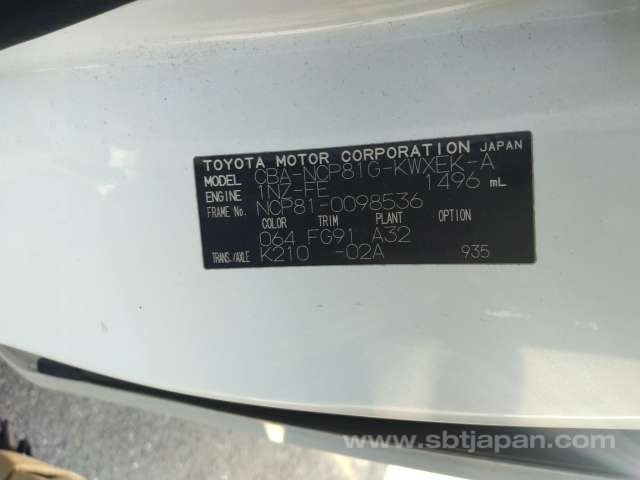 TOYOTA MOTOR CORPORATION JAPAN
MODEL CBA-NCP81G-KWXEK-A
ENGINE 1NZ-FE 1496 mL
FRAME No. NCP81-0098536
COLOR TRIM PLANT OPTION
064 FG91 A32
TRANS./AXLE K210 -02A 935
www.sbtjapan.com